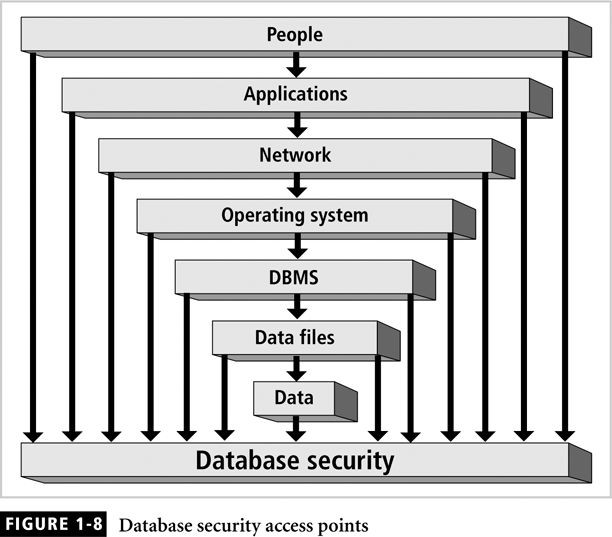 People
Applications
Network
Operating system
DBMS
Data files
Data
Database security
FIGURE 1-8 Database security access points